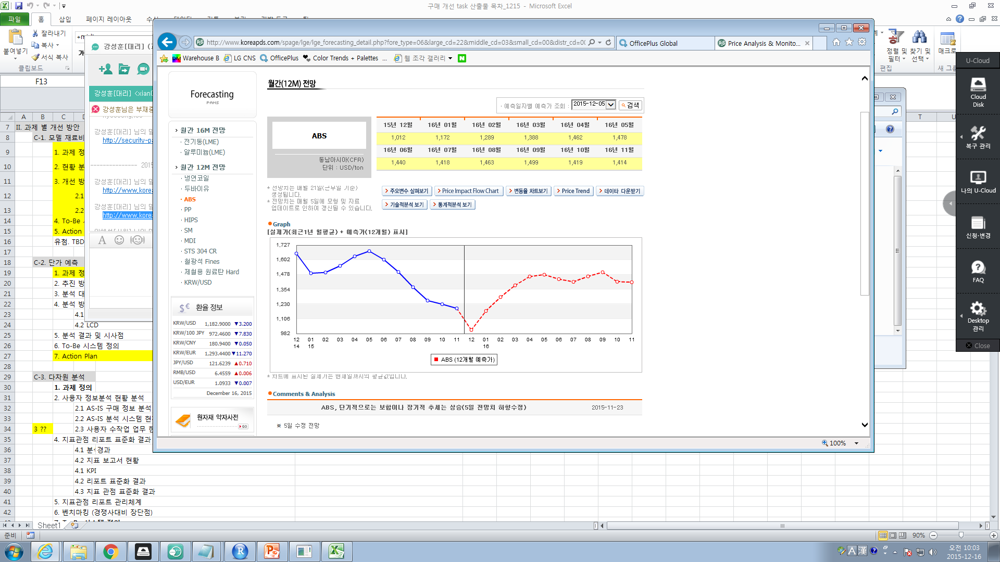 구매 개선 task 산출물 목차_1215 - Microsoft Excel
파일
홈
삽입
페이지 레이아웃
잘라내기
복사
서식 복사
붙여넣기
클립보드
정렬 및 필터
찾기 및 선택
편집
매크로
F13
강성훈[대리]
강성훈[대리] <xian
강성훈님은 부재중
강성훈[대리] 님의 말
http://security-p
2015
강성훈[대리] 님의 말
http://www.kore
강성훈[대리] 님의 말
http://www.kore
http://www.koreapds.com/spage/lge/lge_forecasting_detail.php?fore_type=06&large_cd=22&middle_cd=03&small_cd=00&distr_cd=0
OfficePlus Global
Price Analysis & Monito...
Warehouse B
LG CNS
OfficePlus
Color Trends + Palettes ...
웹 조각 갤러리
Forecasting
PAMS
월간 16M 전망
· 전기동(LME)
· 알루미늄(LME)
월간 12M 전망
· 냉연코일
· 두바이유
· ABS
· PP
· HIPS
· SM
· MDI
· STS 304 CR
· 철광석 Fines
· 제철용 원료탄 Hard
· KRW/USD
환율 정보
KRW/USD 1,182.9000 ▼3.200
KRW/100 JPY 972.4600 ▼7.830
KRW/CNY 180.9400 ▼0.050
KRW/EUR 1,293.4400 ▼11.270
JPY/USD 121.6239 ▲0.710
RMB/USD 6.4559 ▲0.006
USD/EUR 1.0933 ▼0.007
December 16, 2015
원자재 약자사전
GO
월간(12M) 전망
· 예측일자별 예측가 조회 : 2015-12-05 검색
ABS
동남아시아(CFR)
단위 : USD/ton
15년 12월 16년 01월 16년 02월 16년 03월 16년 04월 16년 05월
1,012 1,172 1,289 1,388 1,462 1,478
16년 06월 16년 07월 16년 08월 16년 09월 16년 10월 16년 11월
1,440 1,418 1,463 1,499 1,419 1,414
* 전망치는 매월 21일(근무일 기준)
생성됩니다.
* 전망치는 매월 5일에 모형 및 자료
업데이트로 인하여 갱신될 수 있습니다.
주요변수 살펴보기
Price Impact Flow Chart
변동율 차트보기
Price Trend
데이타 다운받기
기술적분석 보기
통계적분석 보기
Graph
[실제가(최근1년 월평균) + 예측가(12개월) 표시]
1,727
1,602
1,478
1,354
1,230
1,106
982
12 01 02 03 04 05 06 07 08 09 10 11 12 01 02 03 04 05 06 07 08 09 10 11
14 15 16
ABS (12개월 예측가)
* 차트에 표시된 실제가는 현재일까지의 평균값입니다.
Comments & Analysis
ABS, 단기적으로는 보합이나 장기적 추세는 상승(5일 전망치 하향수정) 2015-11-23
※ 5일 수정 전망
100%
A B C T
7 II. 과제 별 개선 방안
8 C-1. 모델 재료비
9 1. 과제 정
10 2. 현황 분
11 3. 개선 방
12 2.1
13 2.2
14 4. To-Be
15 5. Action
16 유첨. TBD
17
18 C-2. 단가 예측
19 1. 과제 정
20 2. 추진 방
21 3. 분석 대
22 4. 분석 방
23 4.1
24 4.2 LCD
25 5. 분석 결과 및 시사점
26 6. To-Be 시스템 정의
27 7. Action Plan
28
29 C-3. 다차원 분석
30 1. 과제 정의
31 2. 사용자 정보분석 현황 분석
32 2.1 AS-IS 구매 정보 분석
33 2.2 AS-IS 분석 시스템 현
34 3 ?? 2.3 사용자 수작업 업무 현
35 4. 지표관점 리포트 표준화 결과
36 4.1 분석경과
37 4.2 지표 보고서 현황
38 4.1 KPI
39 4.2 리포트 표준화 결과
40 4.3 지표 관점 표준화 결과
41 5. 지표관점 리포트 관리체계
42 6. 벤치마킹 (경쟁사대비 장단점)
Sheet1
준비
90%
U-Cloud
Cloud Disk
복구 관리
나의 U-Cloud
신청·변경
FAQ
Desktop 관리
Close
오전 10:03
2015-12-16